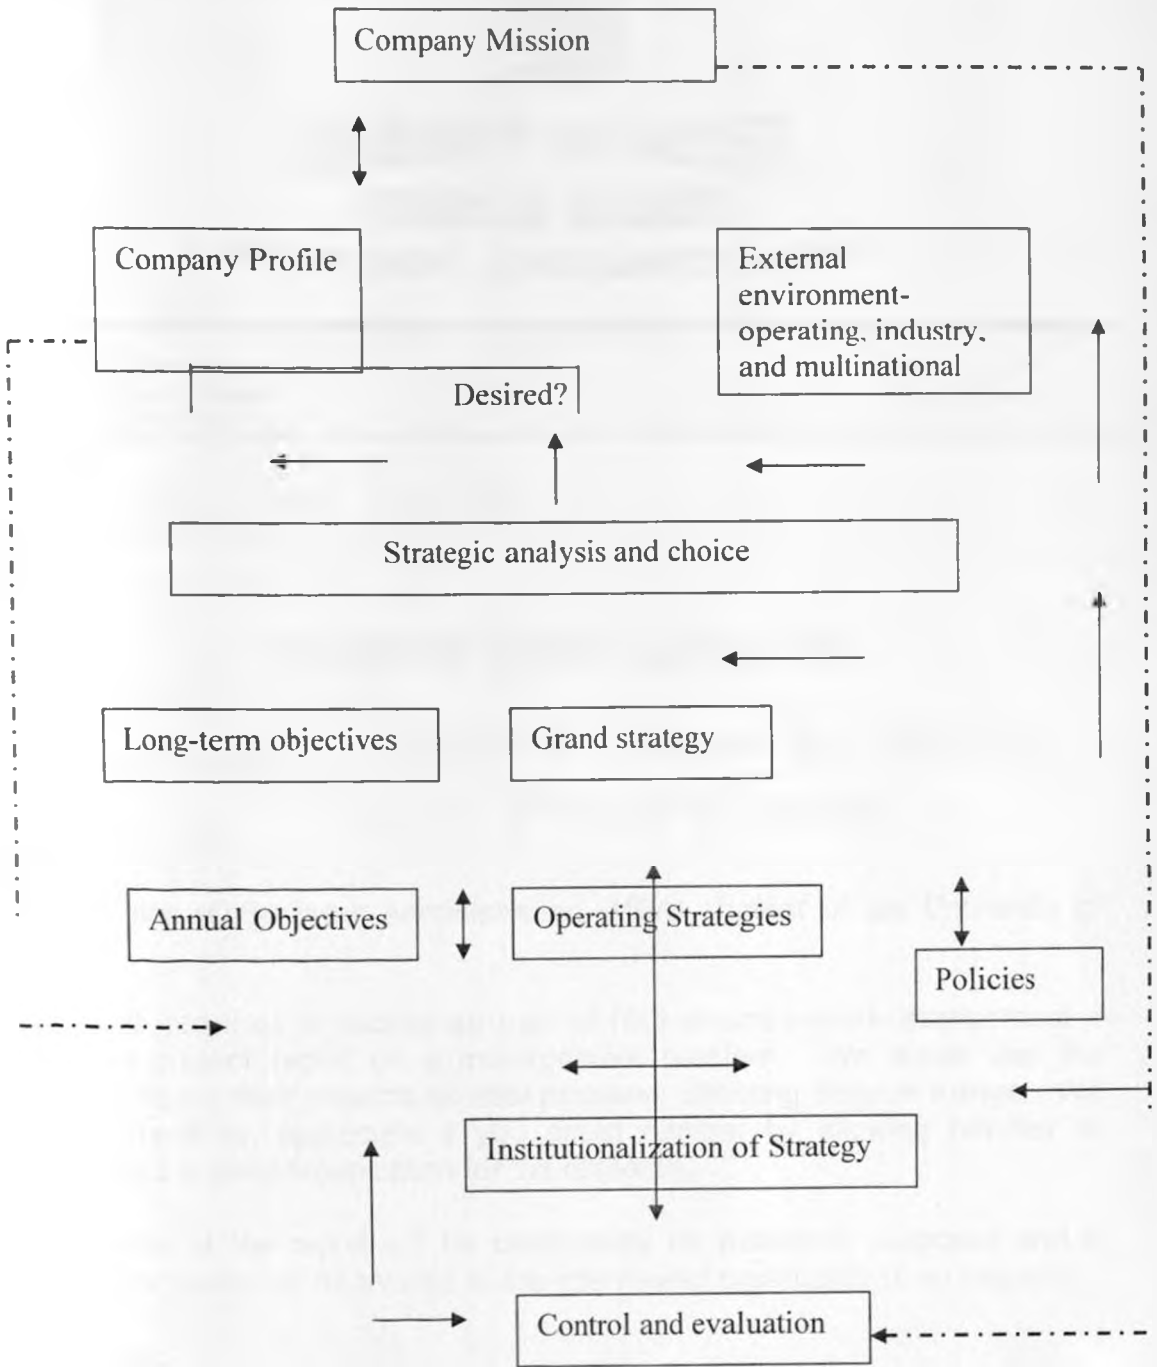 Company Mission
Company Profile
External
environment-
operating, industry,
and multinational
Desired?
Strategic analysis and choice
Long-term objectives
Grand strategy
Annual Objectives
Operating Strategies
Policies
Institutionalization of Strategy
Control and evaluation